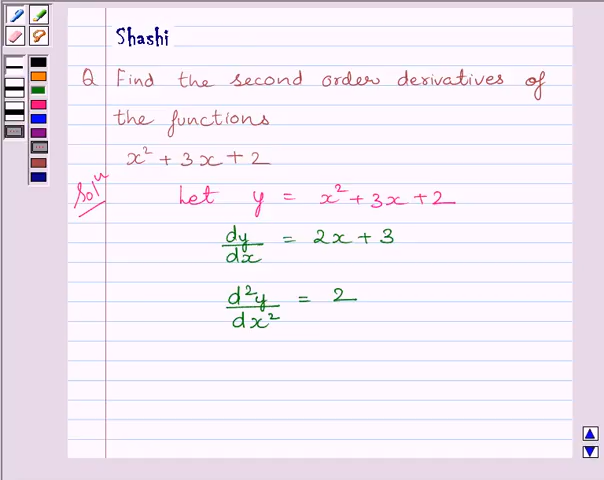 Shashi
Q Find the second order derivatives of
the functions
x² + 3x + 2
Solⁿ Let y = x² + 3x + 2
dy/dx = 2x + 3
d²y/dx² = 2